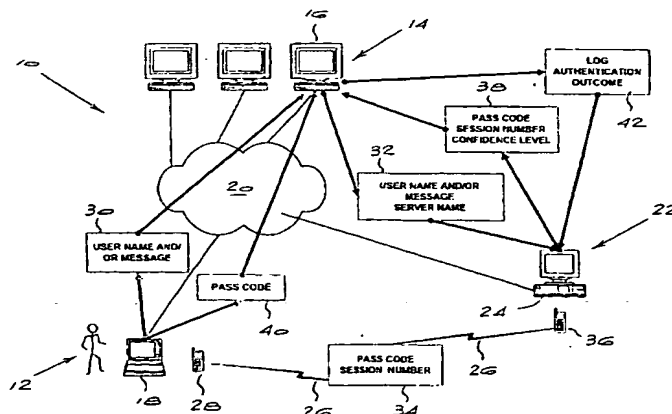 16
14
10
LOG
AUTHENTICATION
OUTCOME
42
38
PASS CODE
SESSION NUMBER
CONFIDENCE LEVEL
32
20
USER NAME AND/OR
MESSAGE
SERVER NAME
30
USER NAME AND/
OR MESSAGE
22
PASS CODE
40
24
36
12
18
28
26
PASS CODE
SESSION NUMBER
34
26